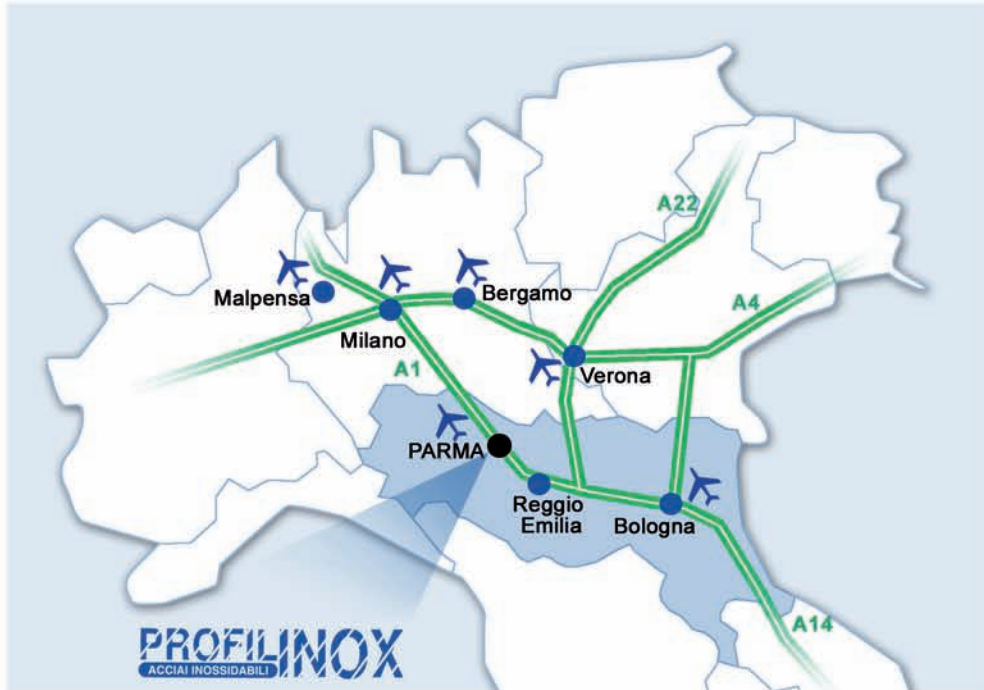 A22
Malpensa
Bergamo
A4
Milano
A1
Verona
PARMA
Reggio
Emilia
Bologna
A14
PROFILINOX
ACCIAI INOSSIDABILI